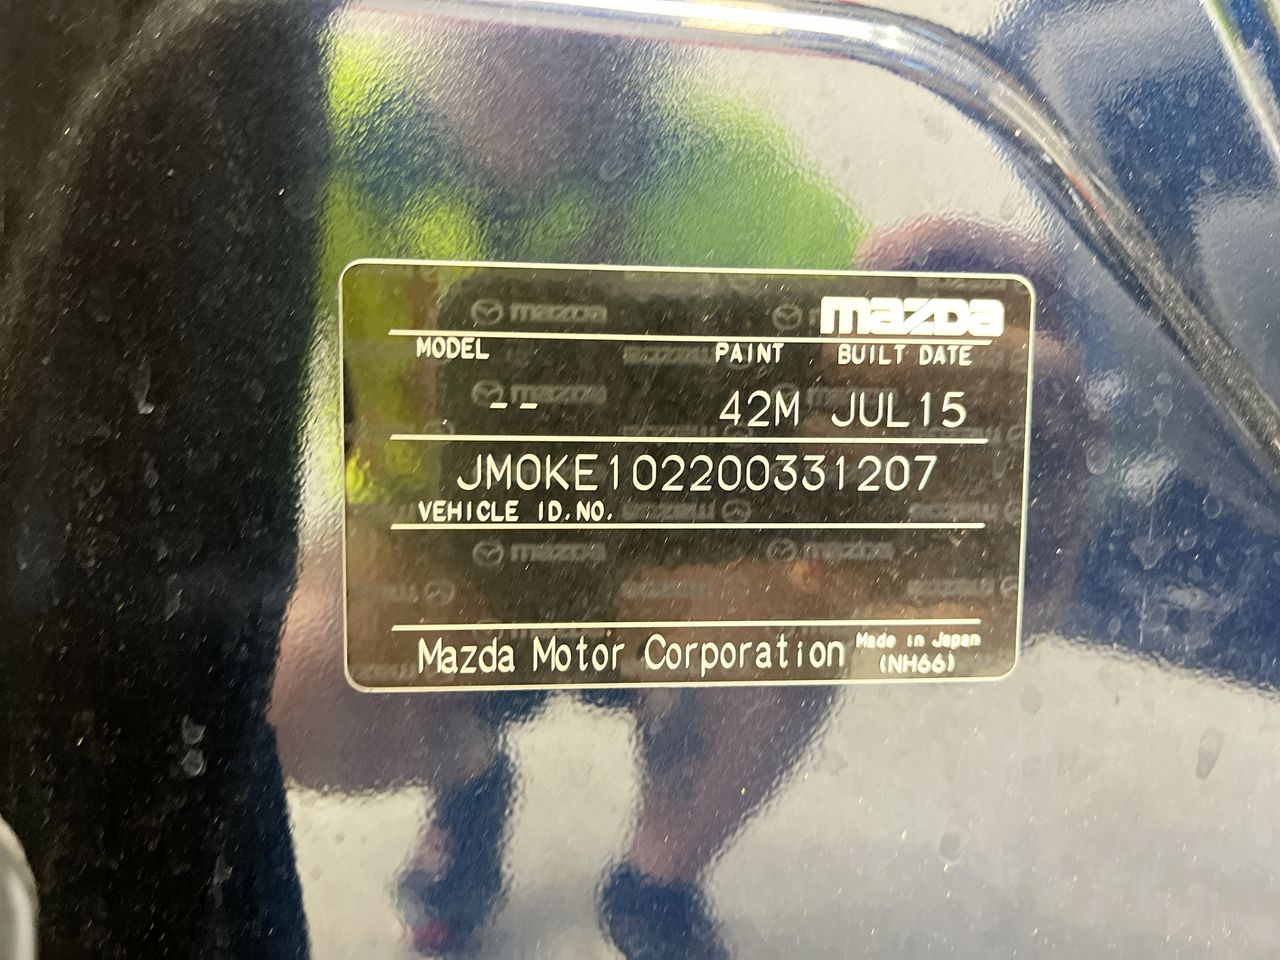 mazda
MODEL PAINT BUILT DATE
-- 42M JUL15
JM0KE102200331207
VEHICLE ID.NO.
Mazda Motor Corporation Made in Japan
(NH66)